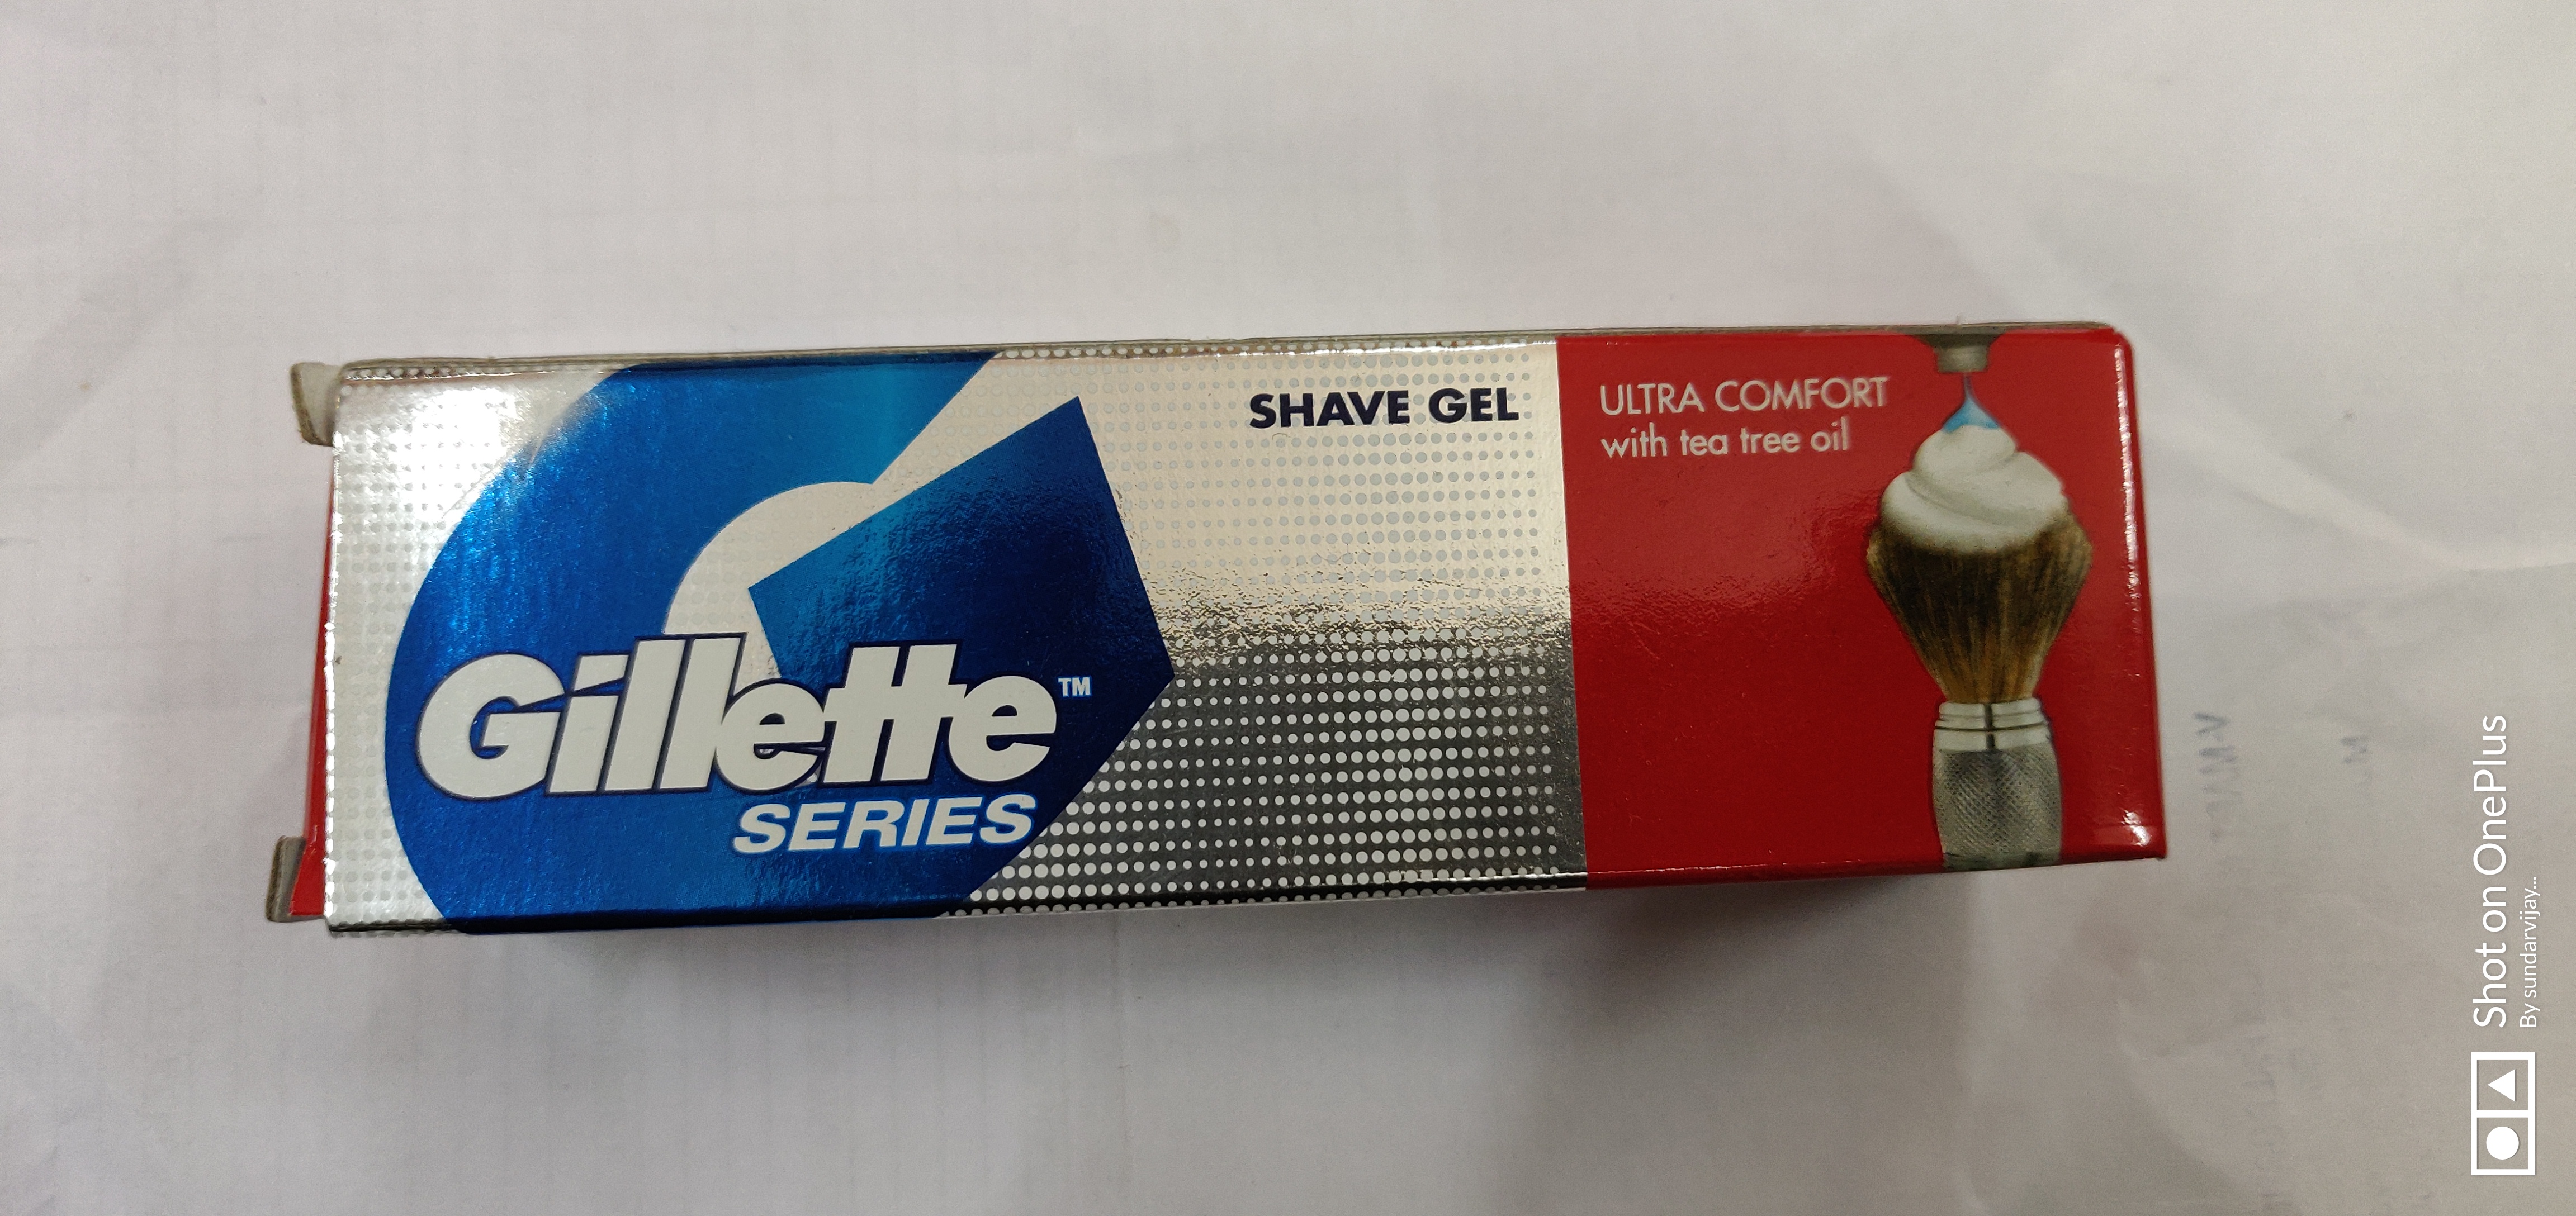 Gillette™
SERIES
SHAVE GEL
ULTRA COMFORT
with tea tree oil
Shot on OnePlus
By sundarvijay...